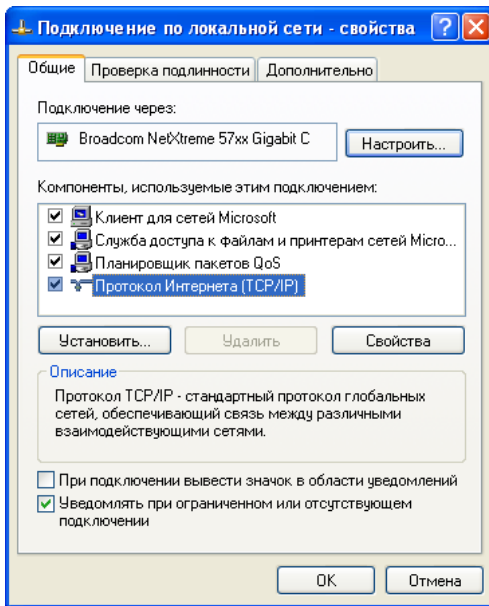 Подключение по локальной сети - свойства
Общие
Проверка подлинности
Дополнительно
Подключение через:
Broadcom NetXtreme 57xx Gigabit C
Настроить...
Компоненты, используемые этим подключением:
Клиент для сетей Microsoft
Служба доступа к файлам и принтерам сетей Micro...
Планировщик пакетов QoS
Протокол Интернета (TCP/IP)
Установить...
Удалить
Свойства
Описание
Протокол TCP/IP - стандартный протокол глобальных
сетей, обеспечивающий связь между различными
взаимодействующими сетями.
При подключении вывести значок в области уведомлений
Уведомлять при ограниченном или отсутствующем
подключении
OK
Отмена